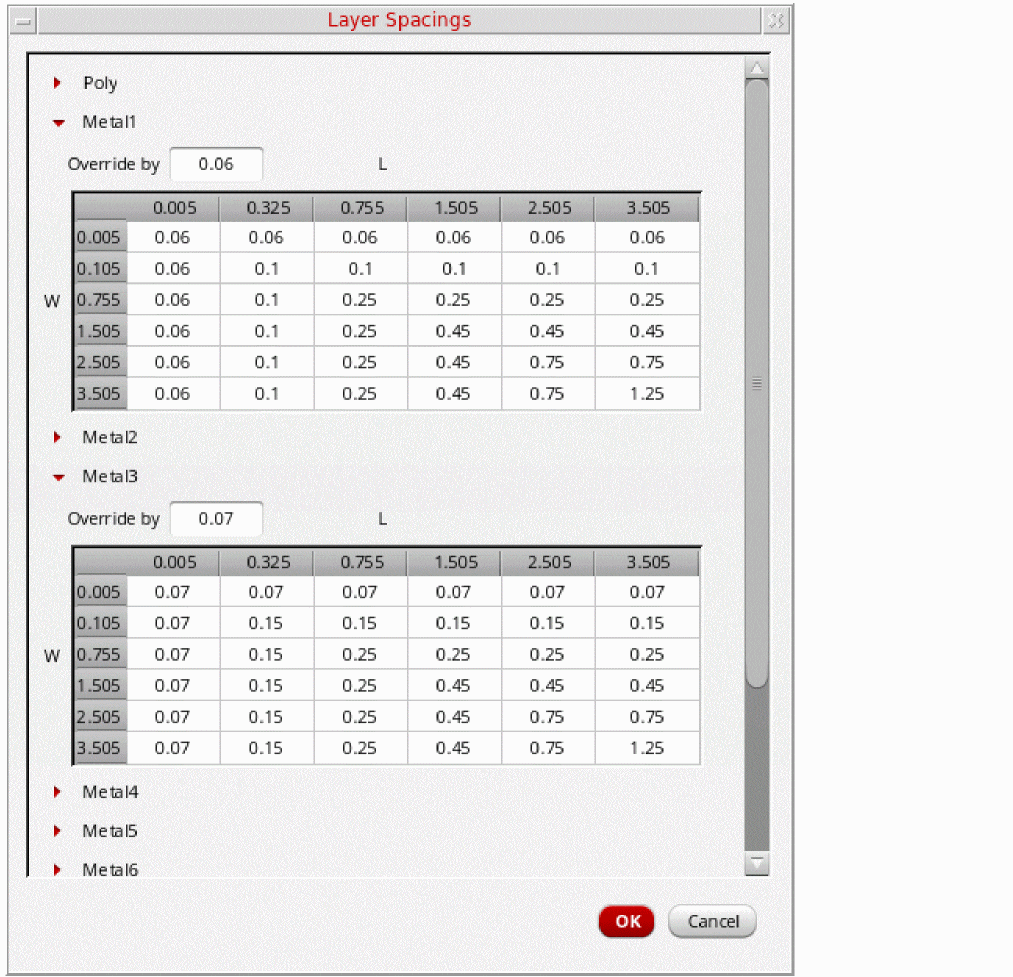 Layer Spacings
Poly
Metal1
Override by 0.06 L
0.005 0.325 0.755 1.505 2.505 3.505
0.005 0.06 0.06 0.06 0.06 0.06 0.06
0.105 0.06 0.1 0.1 0.1 0.1 0.1
W 0.755 0.06 0.1 0.25 0.25 0.25 0.25
1.505 0.06 0.1 0.25 0.45 0.45 0.45
2.505 0.06 0.1 0.25 0.45 0.75 0.75
3.505 0.06 0.1 0.25 0.45 0.75 1.25
Metal2
Metal3
Override by 0.07 L
0.005 0.325 0.755 1.505 2.505 3.505
0.005 0.07 0.07 0.07 0.07 0.07 0.07
0.105 0.07 0.15 0.15 0.15 0.15 0.15
W 0.755 0.07 0.15 0.25 0.25 0.25 0.25
1.505 0.07 0.15 0.25 0.45 0.45 0.45
2.505 0.07 0.15 0.25 0.45 0.75 0.75
3.505 0.07 0.15 0.25 0.45 0.75 1.25
Metal4
Metal5
Metal6
OK Cancel